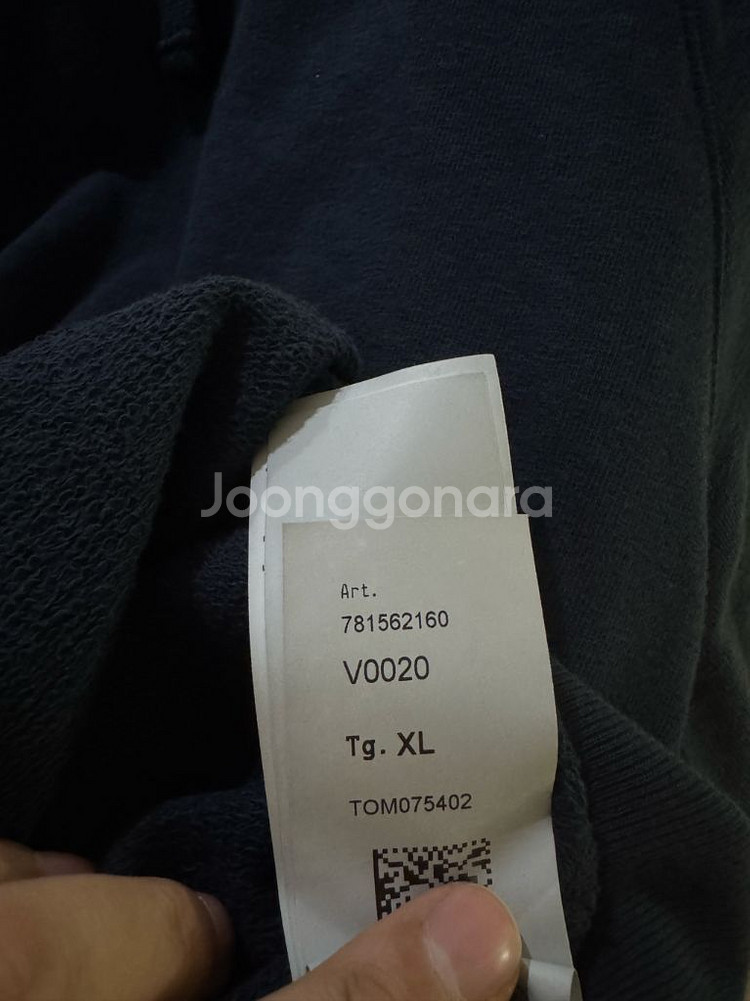 Joonggonara
Art.
781562160
V0020
Tg. XL
TOM075402